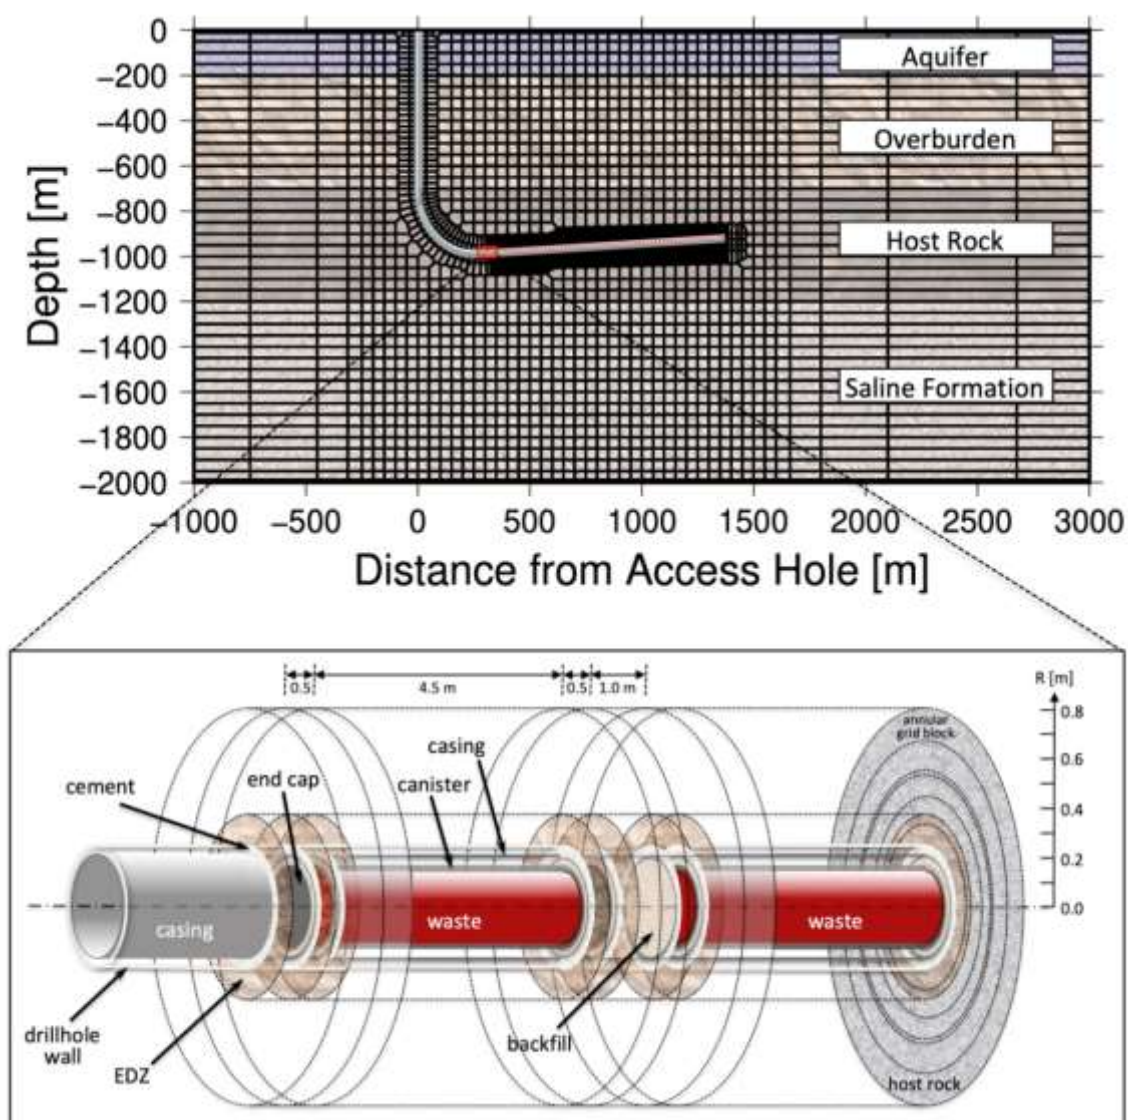 0
−200
−400
−600
−800
−1000
−1200
−1400
−1600
−1800
−2000
Depth [m]
Aquifer
Overburden
Host Rock
Saline Formation
−1000 −500 0 500 1000 1500 2000 2500 3000
Distance from Access Hole [m]
0.5 4.5 m 0.5 1.0 m
R [m]
0.8
0.6
0.4
0.2
0.0
annular
grid block
casing
cement
end cap
canister
casing
waste
waste
drillhole
wall
EDZ
backfill
host rock